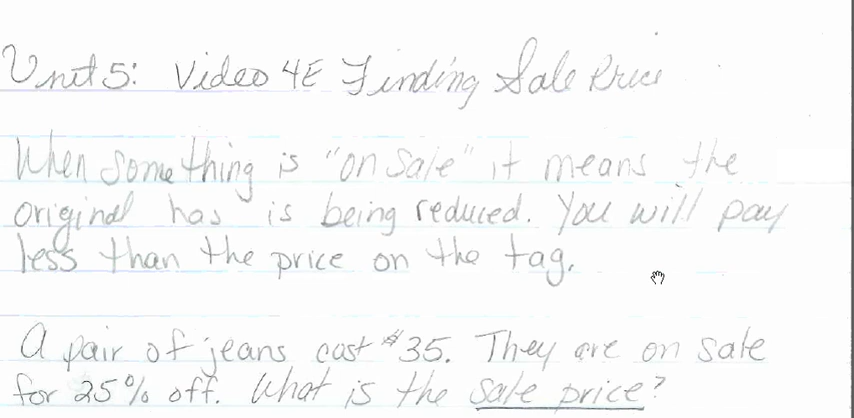 Unit 5: Video 4E Finding Sale Price
When something is "on sale" it means the
original has is being reduced. You will pay
less than the price on the tag.
A pair of jeans cost $35. They are on sale
for 25% off. What is the sale price?